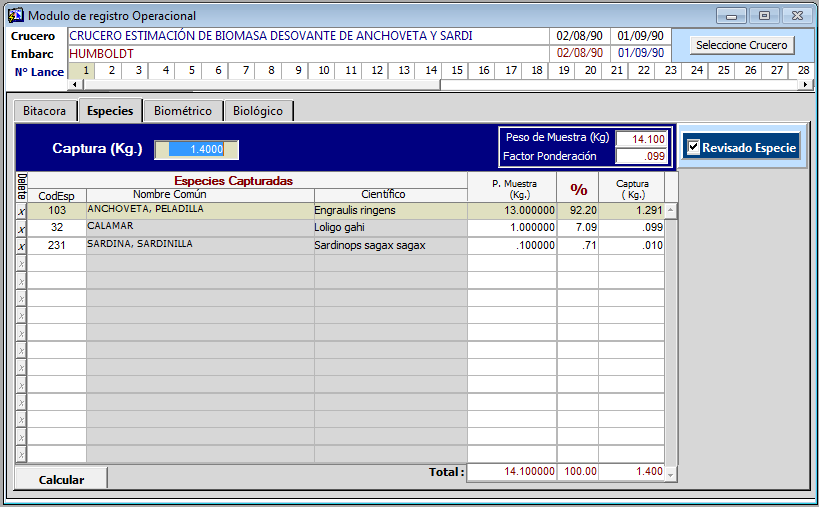 Modulo de registro Operacional
Crucero CRUCERO ESTIMACIÓN DE BIOMASA DESOVANTE DE ANCHOVETA Y SARDI 02/08/90 01/09/90 Seleccione Crucero
Embarc HUMBOLDT 02/08/90 01/09/90
Nº Lance 1 2 3 4 5 6 7 8 9 10 11 12 13 14 15 16 17 18 19 20 21 22 23 24 25 26 27 28
Bitacora Especies Biométrico Biológico
Captura (Kg.) 1.4000 Peso de Muestra (Kg) 14.100
Factor Ponderación .099
Revisado Especie
Delete CodEsp Especies Capturadas P. Muestra (Kg.) % Captura ( Kg.)
Nombre Común Científico
x 103 ANCHOVETA, PELADILLA Engraulis ringens 13.000000 92.20 1.291
x 32 CALAMAR Loligo gahi 1.000000 7.09 .099
x 231 SARDINA, SARDINILLA Sardinops sagax sagax .100000 .71 .010
x
x
x
x
x
x
x
x
x
x
x
x
Calcular Total : 14.100000 100.00 1.400